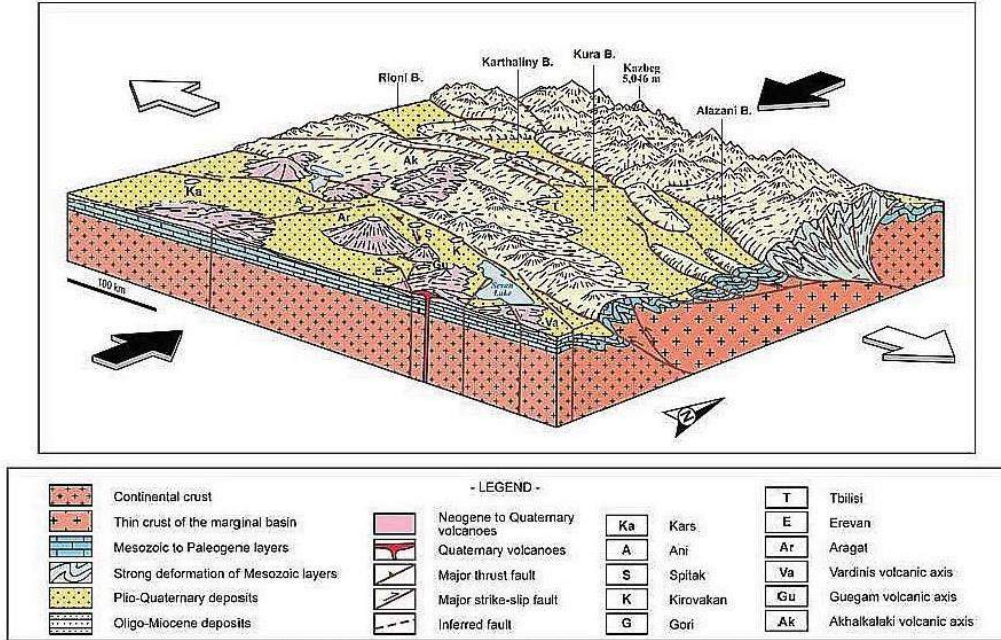 Kura B.
Karthaliny B.
Kazbeg
5,046 m
Rioni B.
Alazani B.
Ak
Ka
A
T
Ar
S
Gu
E
Sevan
Lake
100 km
Va
N
- LEGEND -
Continental crust
Thin crust of the marginal basin
Mesozoic to Paleogene layers
Strong deformation of Mesozoic layers
Plio-Quaternary deposits
Oligo-Miocene deposits
Neogene to Quaternary
volcanoes
Quaternary volcanoes
Major thrust fault
Major strike-slip fault
Inferred fault
Ka Kars
A Ani
S Spitak
K Kirovakan
G Gori
T Tbilisi
E Erevan
Ar Aragat
Va Vardinis volcanic axis
Gu Guegam volcanic axis
Ak Akhalkalaki volcanic axis